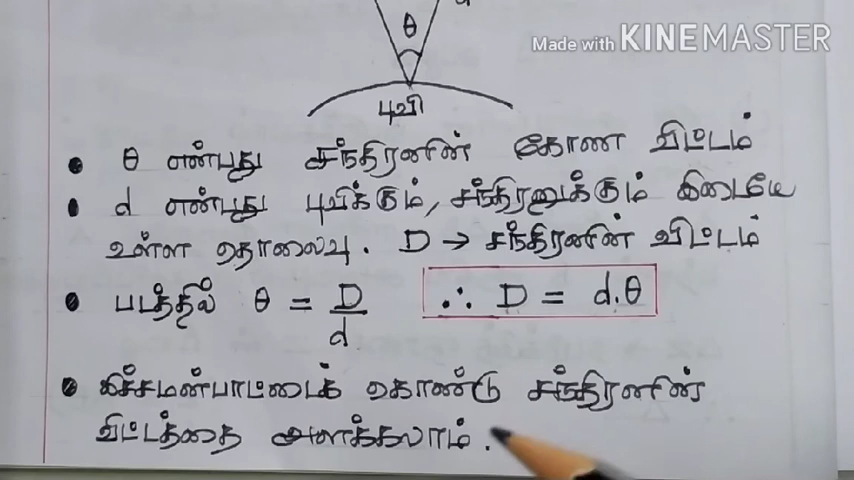 Made with KINEMASTER
θ
புவி
• θ என்பது சந்திரனின் கோண விட்டம்
• d என்பது புவிக்கும், சந்திரனுக்கும் இடையே
உள்ள தொலைவு. D → சந்திரனின் விட்டம்
• படத்தில் θ = D/d ∴ D = d.θ
• இச்சமன்பாட்டைக் கொண்டு சந்திரனின்
விட்டத்தை அளக்கலாம்.